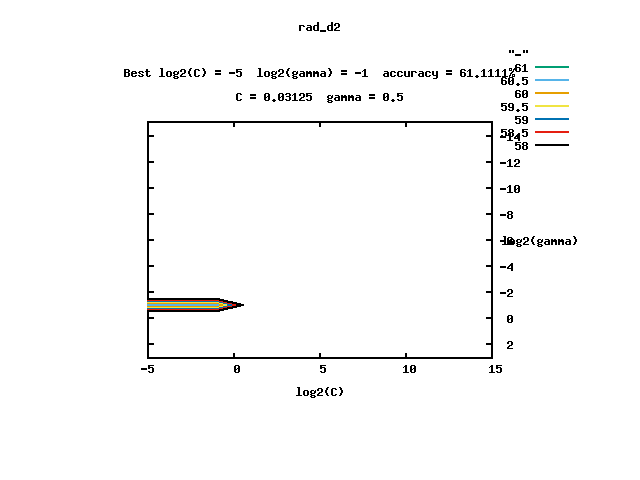 rad_d2
"_"
Best log2(C) = -5  log2(gamma) = -1  accuracy = 61.1111%
61
60.5
C = 0.03125  gamma = 0.5
60
59.5
59
58.5
58
-14
-12
-10
-8
-6
log2(gamma)
-4
-2
0
2
-5 0 5 10 15
log2(C)